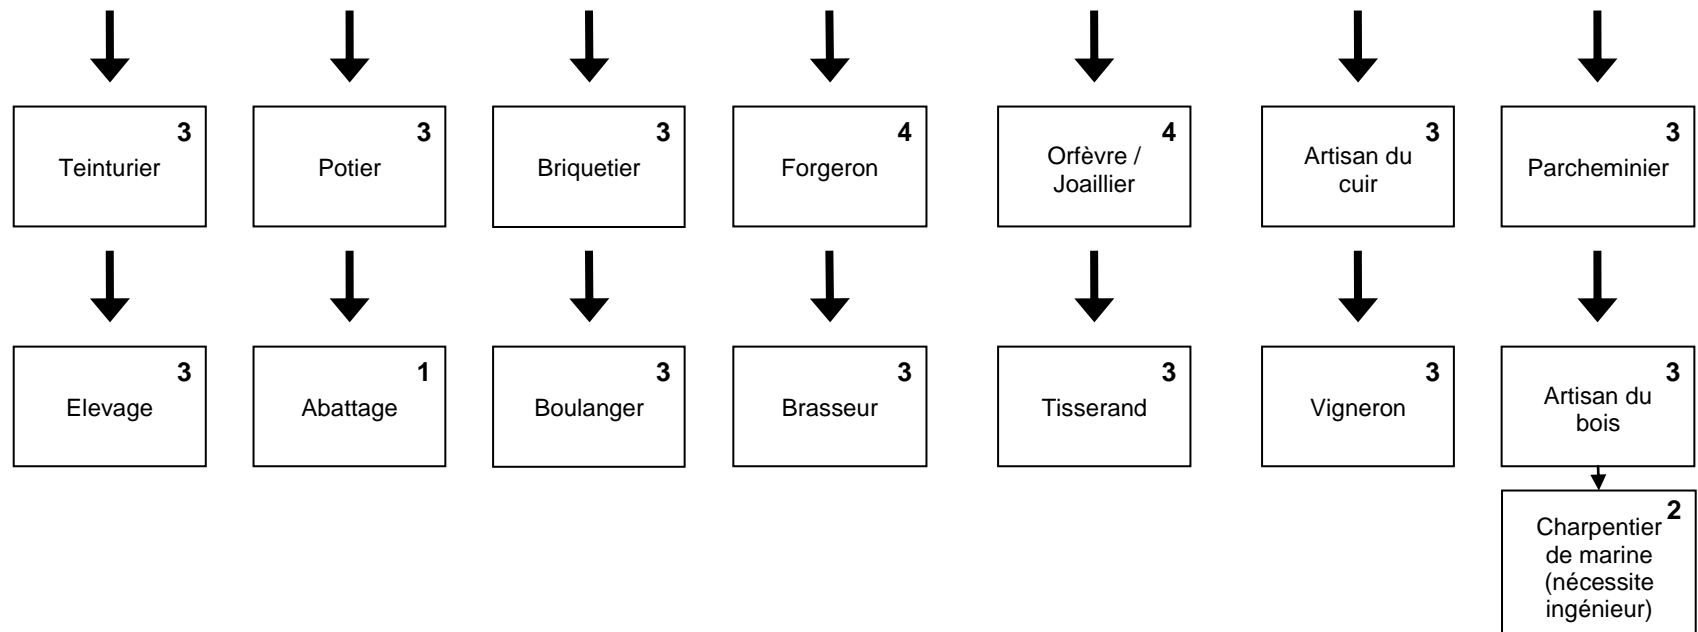 3
Teinturier
3
Potier
3
Briquetier
4
Forgeron
4
Orfèvre /
Joaillier
3
Artisan du
cuir
3
Parcheminier
3
Elevage
1
Abattage
3
Boulanger
3
Brasseur
3
Tisserand
3
Vigneron
3
Artisan du
bois
2
Charpentier
de marine
(nécessite
ingénieur)